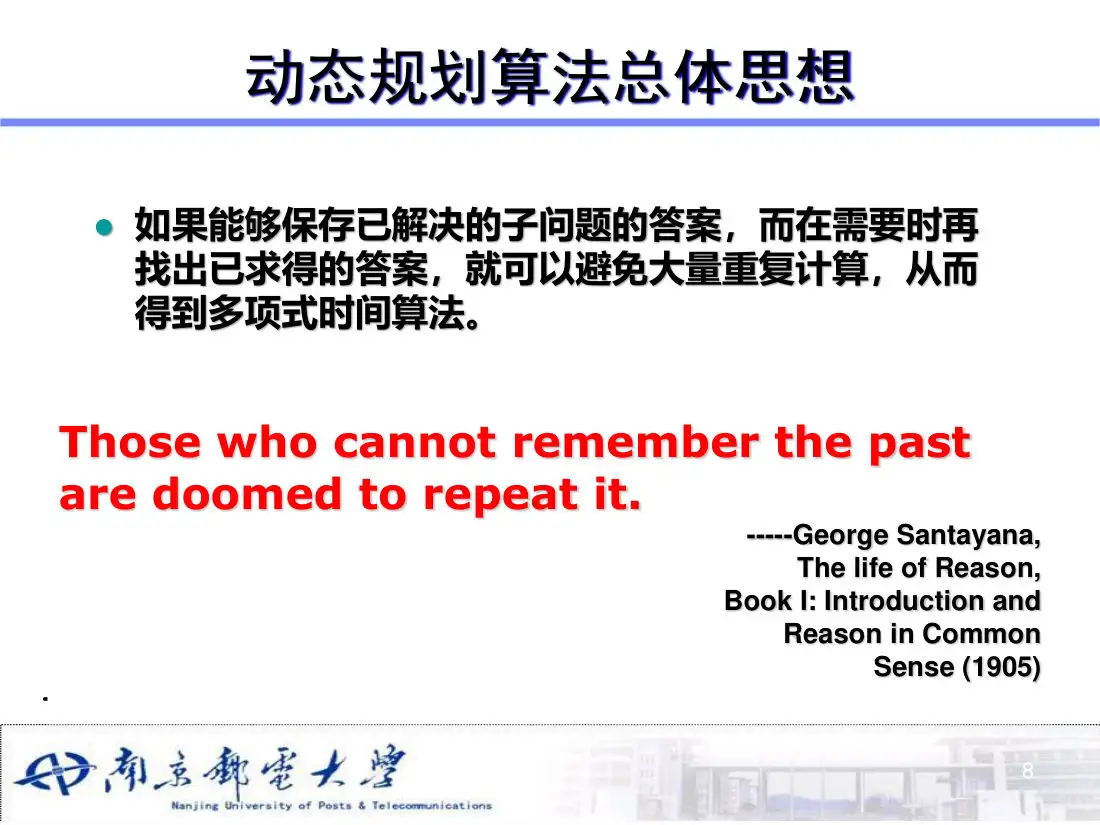 动态规划算法总体思想
● 如果能够保存已解决的子问题的答案，而在需要时再
找出已求得的答案，就可以避免大量重复计算，从而
得到多项式时间算法。
Those who cannot remember the past
are doomed to repeat it.
-----George Santayana,
The life of Reason,
Book I: Introduction and
Reason in Common
Sense (1905)
南京郵電大學
Nanjing University of Posts & Telecommunications
8